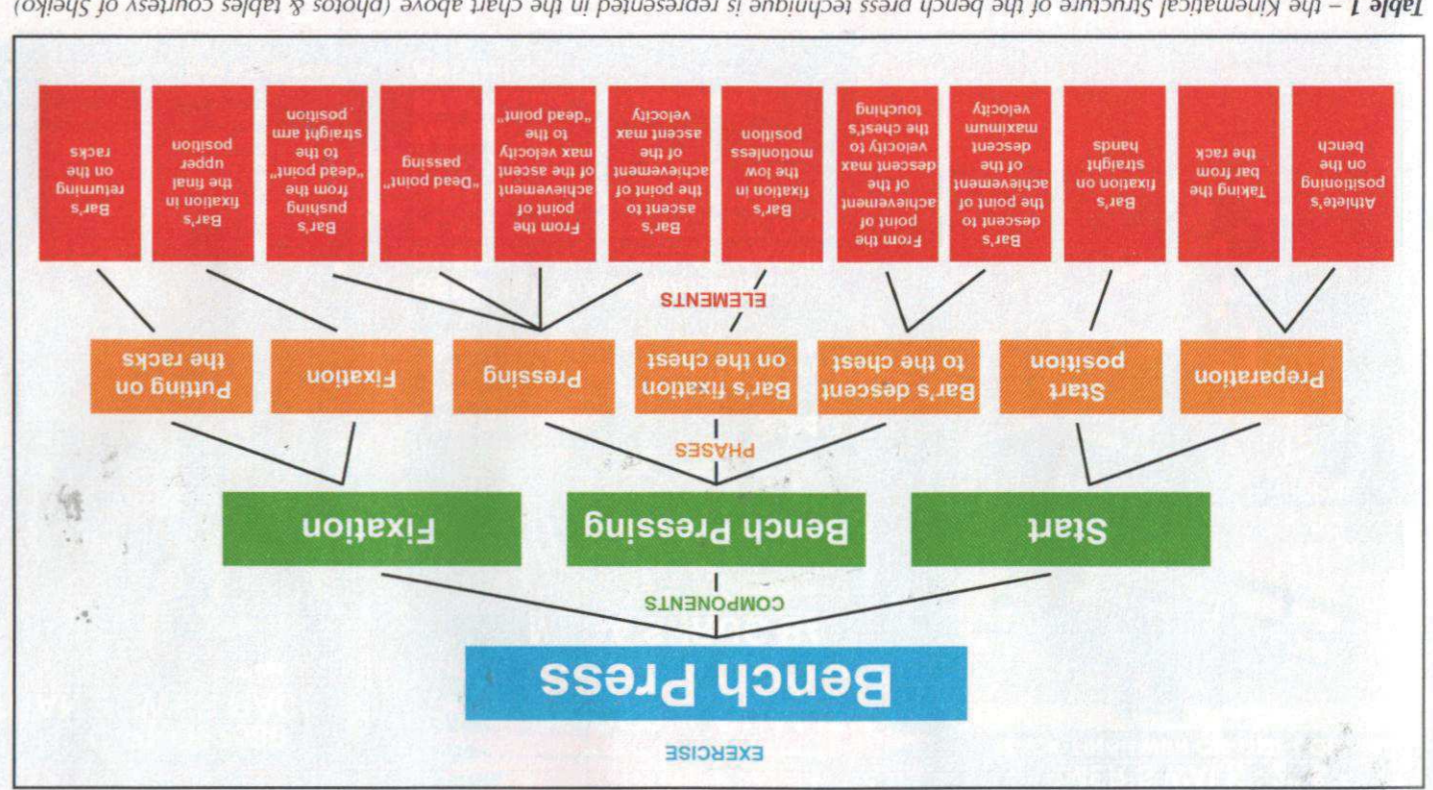 EXERCISE
Bench Press
COMPONENTS
Start
Bench Pressing
Fixation
PHASES
Preparation
Start
position
Bar's descent
to the chest
Bar's fixation
on the chest
Pressing
Fixation
Putting on
the racks
ELEMENTS
Athlete's
positioning
on the
bench
Taking the
bar from
the rack
Bar's
fixation on
straight
hands
Bar's
descent to
the point of
achievement
of the
descent
maximum
velocity
From the
point of
achievement
of the
descent max
velocity to
the chest's
touching
Bar's
fixation in
the low
motionless
position
Bar's
ascent to
the point of
achievement
of the
ascent max
velocity
From the
point of
achievement
of the ascent
max velocity
to the
"dead point"
"Dead point"
passing
Bar's
pushing
from the
"dead point"
to the
straight arm
position
Bar's
fixation in
the final
upper
position
Bar's
returning
on the
racks
Table 1 – the Kinematical Structure of the bench press technique is represented in the chart above (photos & tables courtesy of Sheiko)